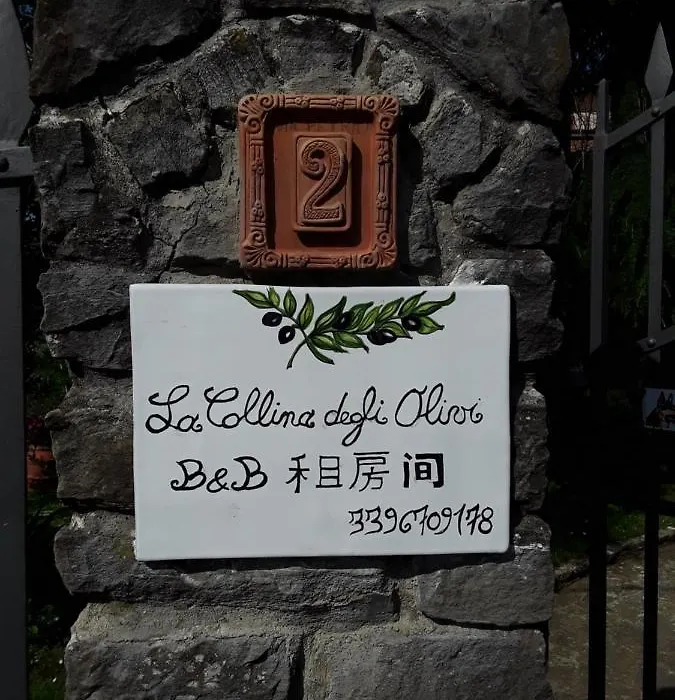 2
La Collina degli Olivi
B&B 租房间
3396709178